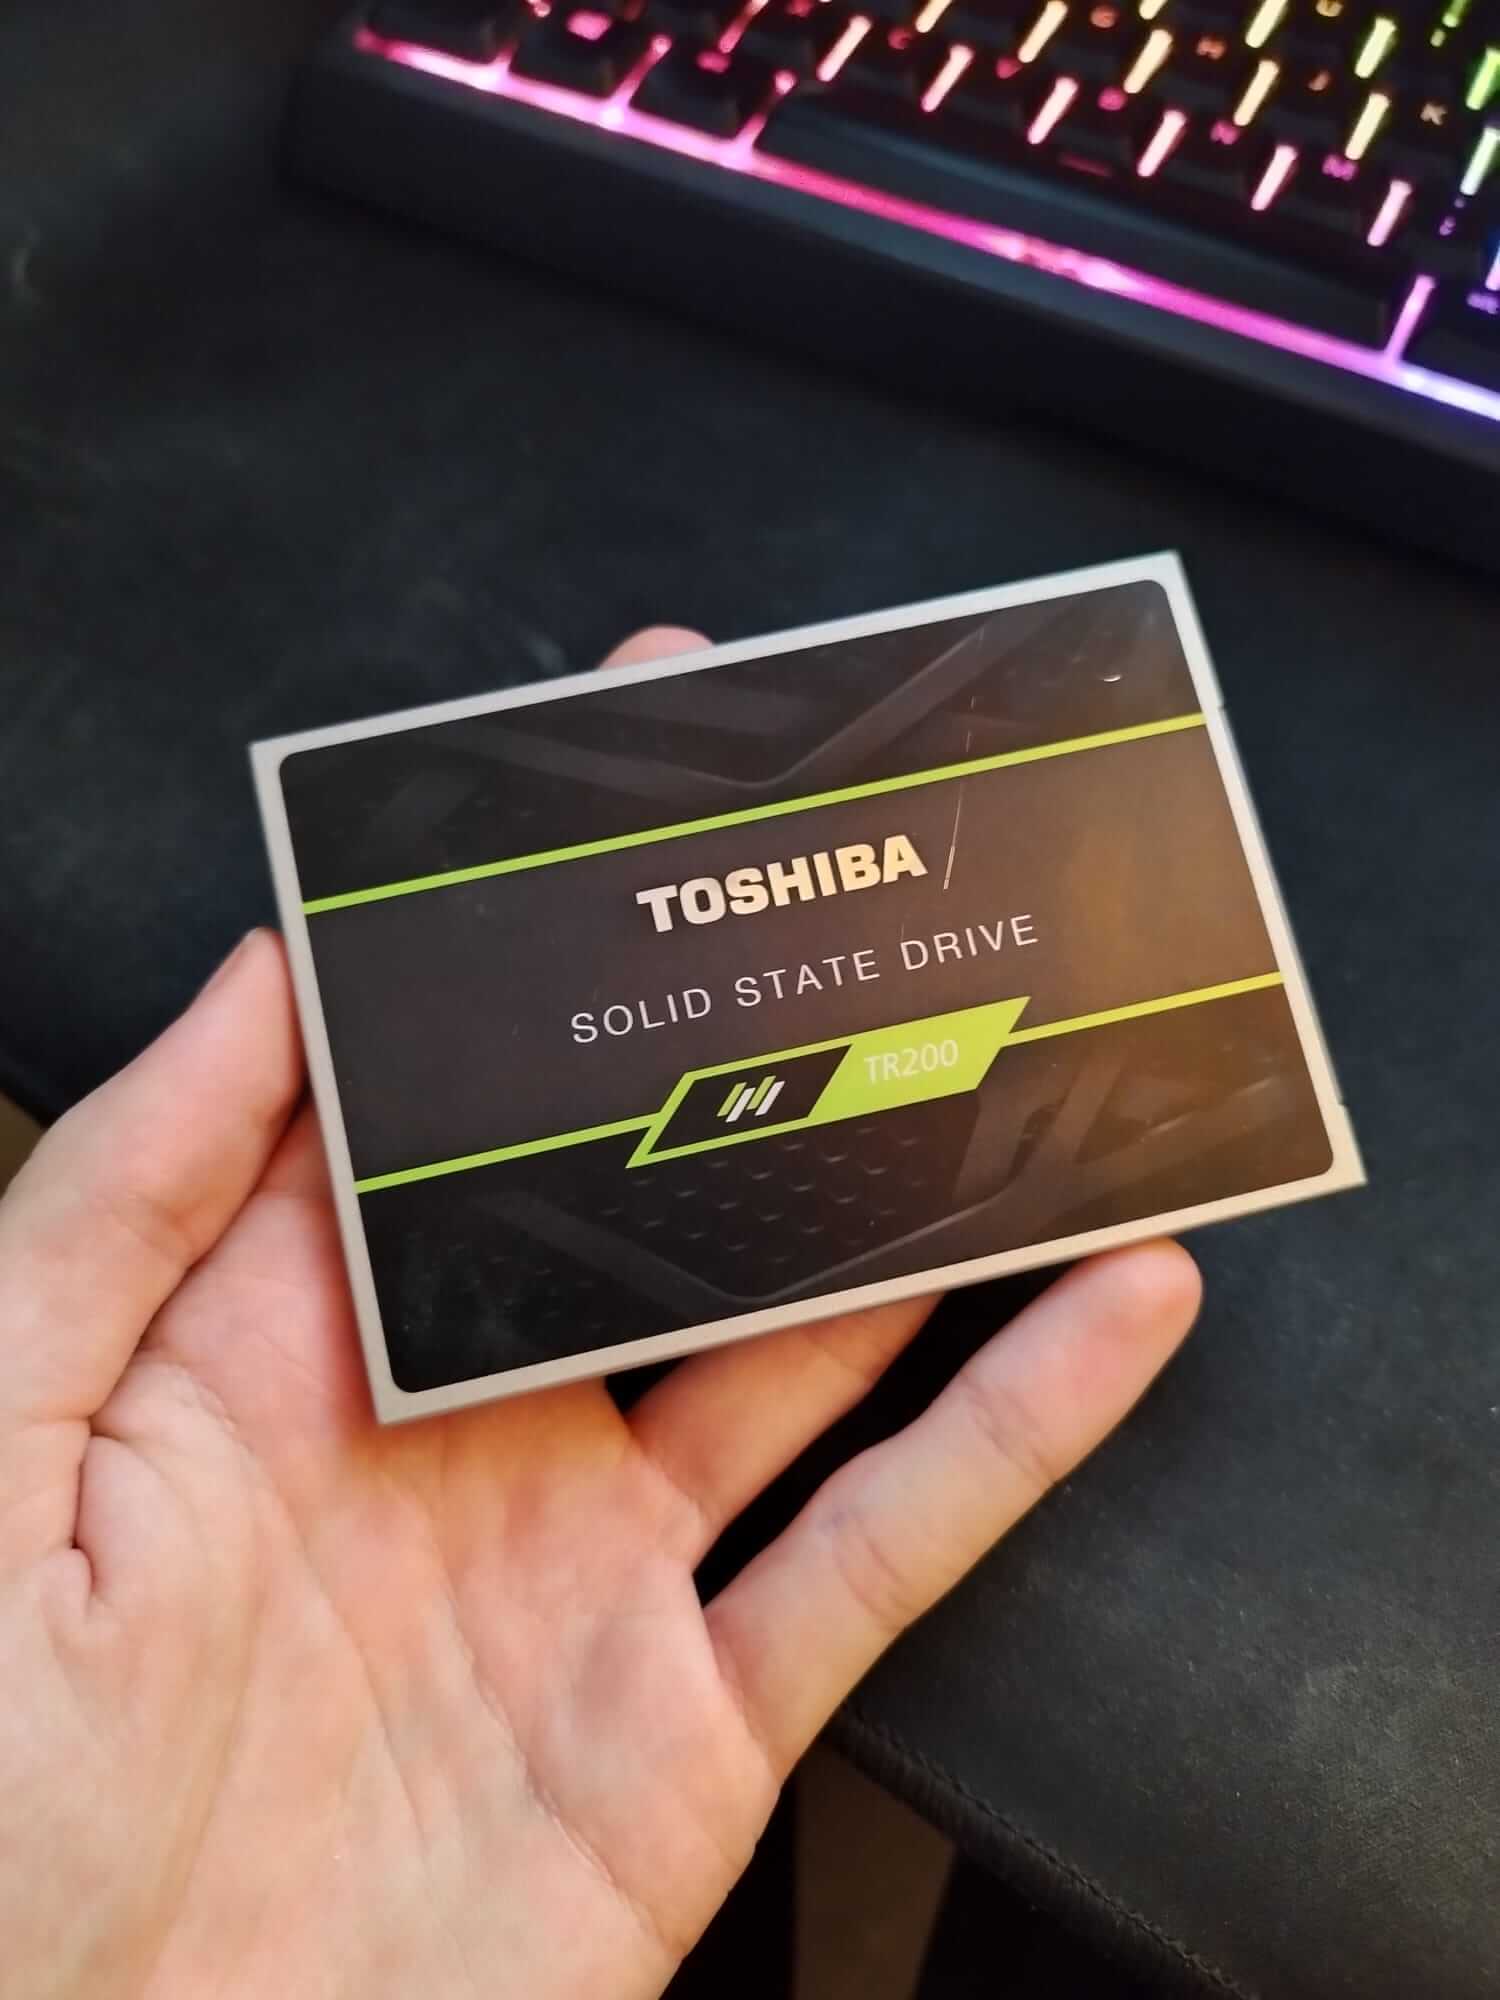 TOSHIBA
SOLID STATE DRIVE
TR200
K
N
M